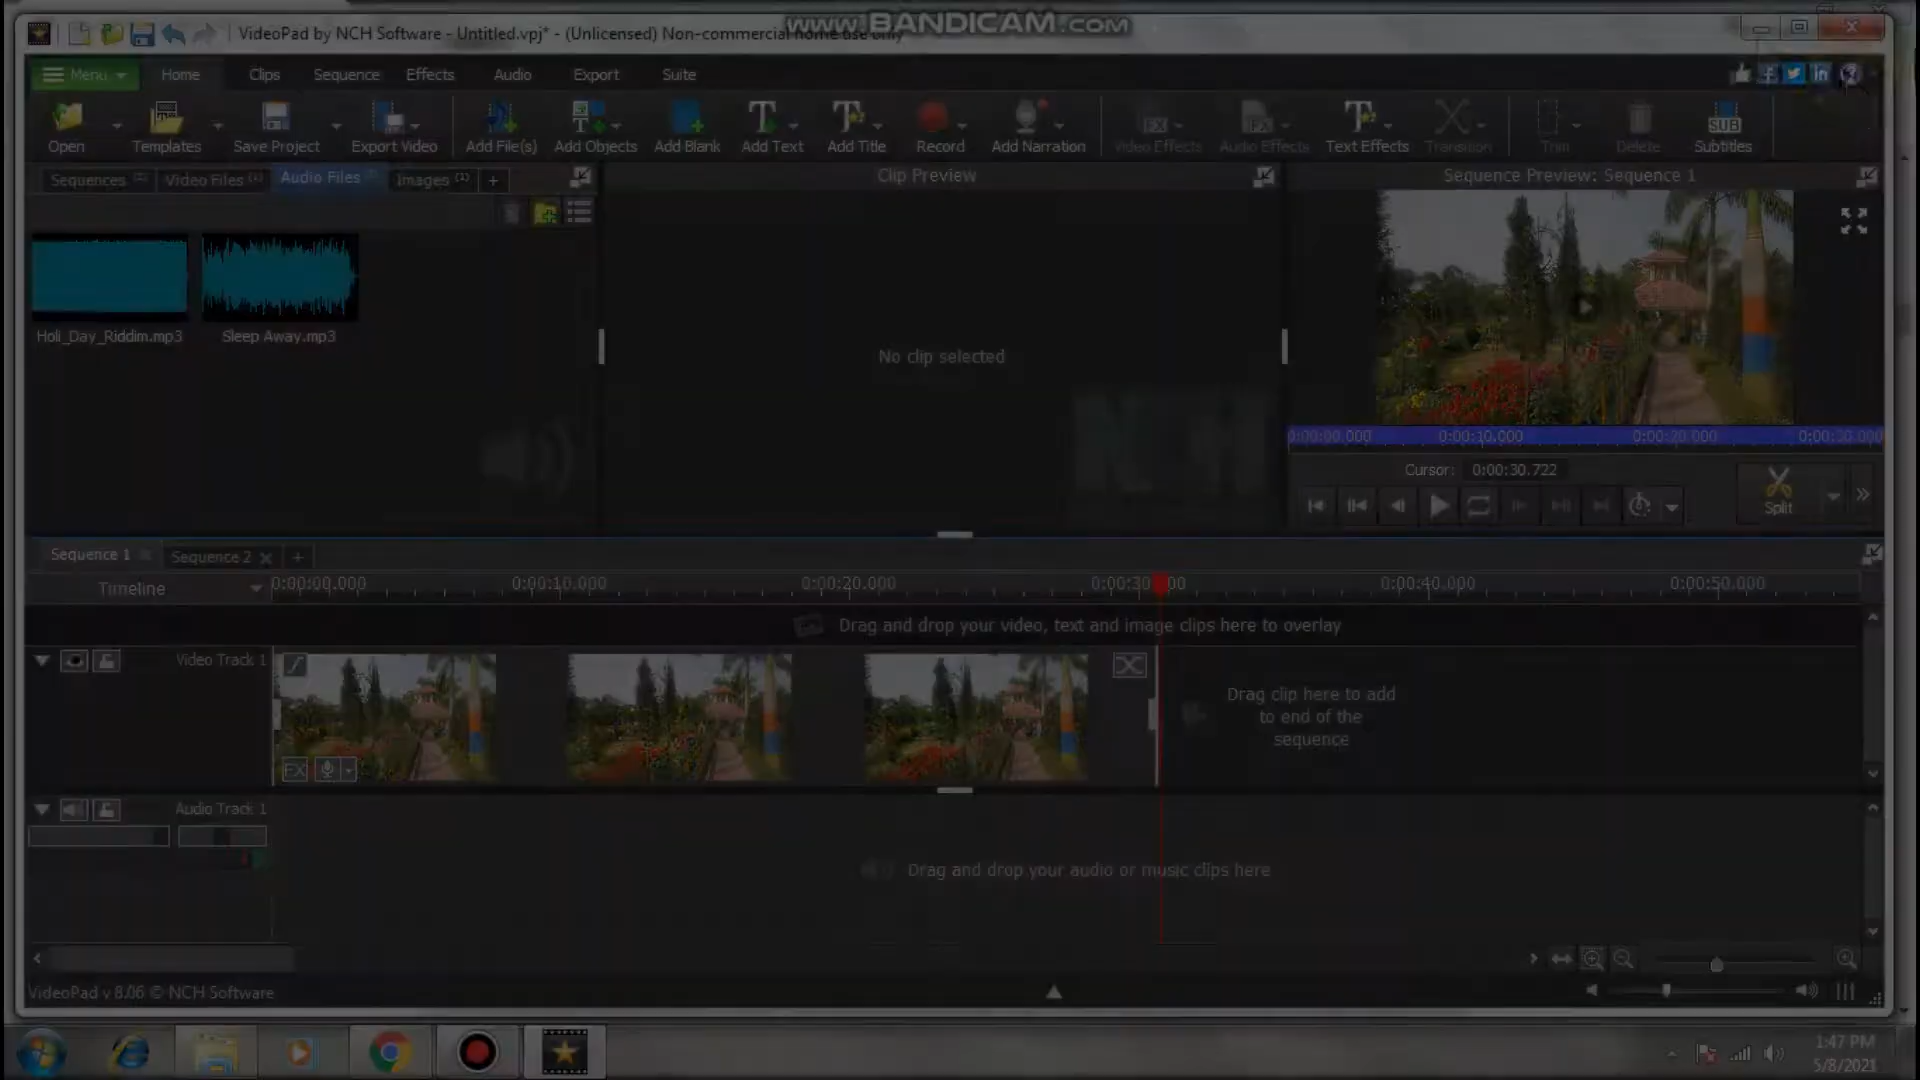 www.BANDICAM.com
VideoPad by NCH Software - Untitled.vpj* - (Unlicensed) Non-commercial home use only
Menu Home Clips Sequence Effects Audio Export Suite
Open Templates Save Project Export Video Add File(s) Add Objects Add Blank Add Text Add Title Record Add Narration Video Effects Audio Effects Text Effects Transition Trim Delete Subtitles
Sequences Video Files Audio Files Images (1) +
Clip Preview
Sequence Preview: Sequence 1
Holi_Day_Riddim.mp3
Sleep Away.mp3
No clip selected
NCH
0:00:00.000 0:00:10.000 0:00:20.000 0:00:30.000
Cursor: 0:00:30.722
Split
Sequence 1 Sequence 2 +
Timeline
0:00:00.000 0:00:10.000 0:00:20.000 0:00:30.000 0:00:40.000 0:00:50.000
Drag and drop your video, text and image clips here to overlay
Video Track 1
FX
Drag clip here to add
to end of the
sequence
Audio Track 1
Drag and drop your audio or music clips here
VideoPad v 8.06 © NCH Software
1:47 PM
5/8/2021